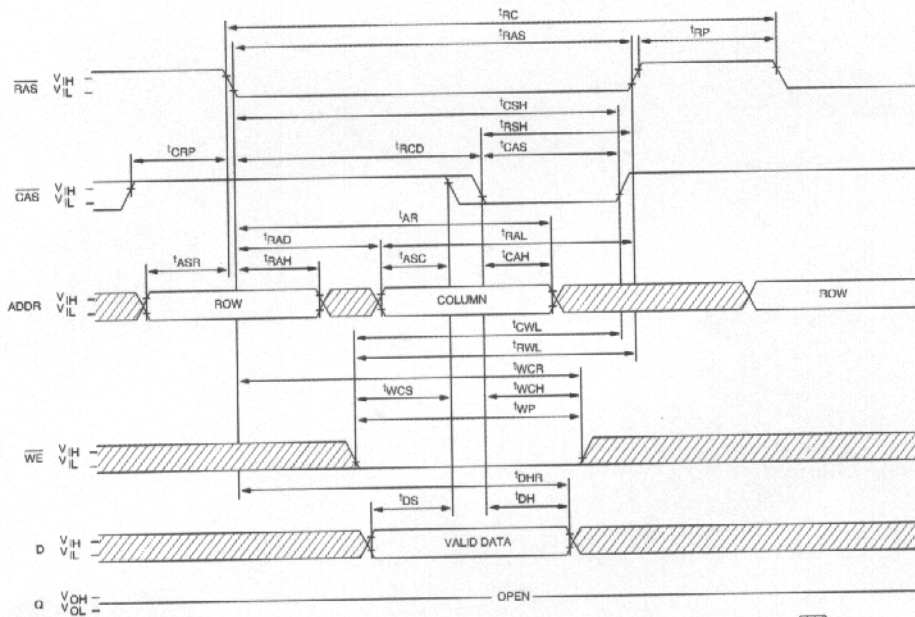 tRC
tRAS
tRP
RAS VIH
VIL
tCSH
tRSH
tCRP
tRCD
tCAS
CAS VIH
VIL
tAR
tRAD
tRAL
tASR
tRAH
tASC
tCAH
ADDR VIH
VIL
ROW
COLUMN
ROW
tCWL
tRWL
tWCR
tWCS
tWCH
tWP
WE VIH
VIL
tDHR
tDS
tDH
D VIH
VIL
VALID DATA
Q VOH
VOL
OPEN